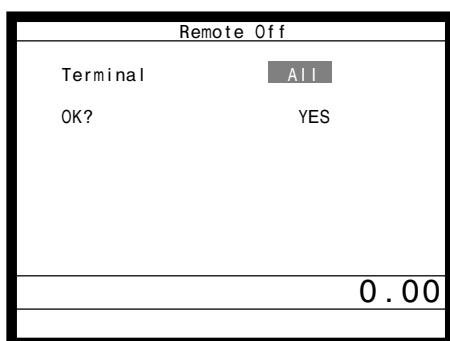 Remote Off
Terminal All
OK? YES
0.00